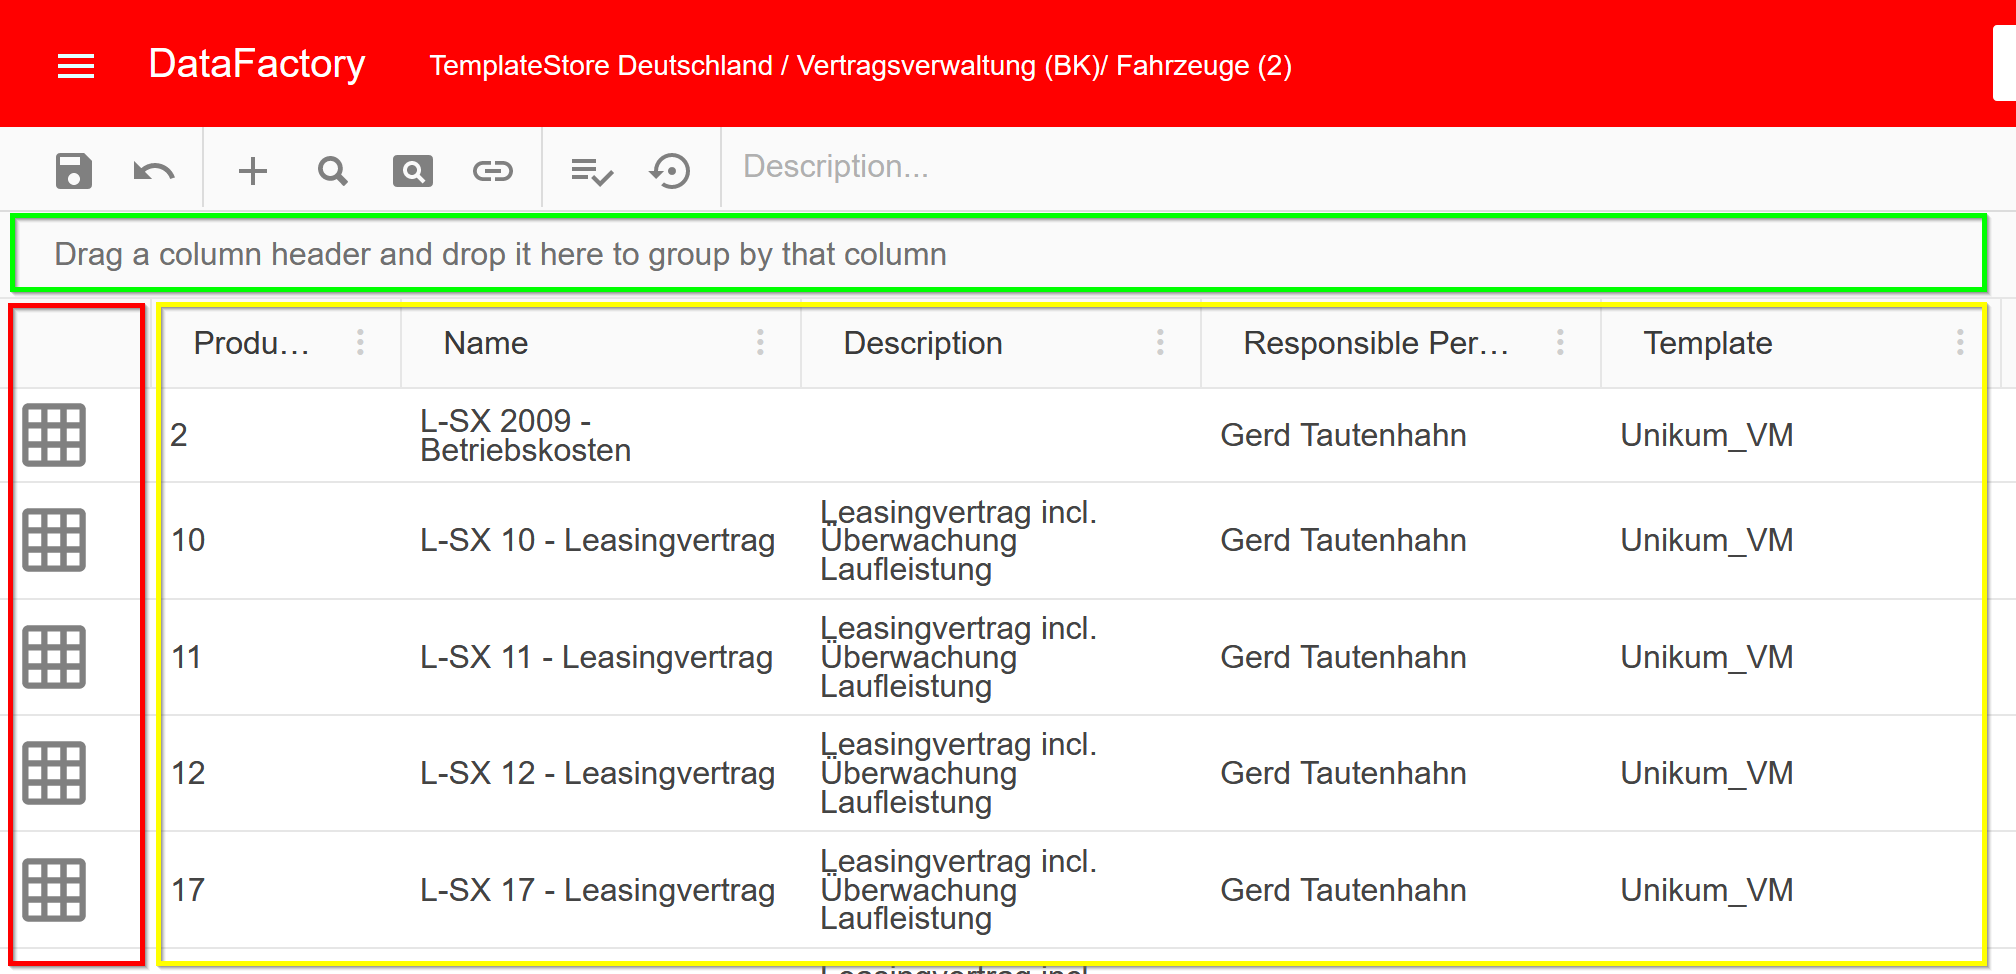 DataFactory
TemplateStore Deutschland / Vertragsverwaltung (BK)/ Fahrzeuge (2)
Description...
Drag a column header and drop it here to group by that column
Produ... Name Description Responsible Per... Template
2 L-SX 2009 - Betriebskosten Gerd Tautenhahn Unikum_VM
10 L-SX 10 - Leasingvertrag Leasingvertrag incl. Überwachung Laufleistung Gerd Tautenhahn Unikum_VM
11 L-SX 11 - Leasingvertrag Leasingvertrag incl. Überwachung Laufleistung Gerd Tautenhahn Unikum_VM
12 L-SX 12 - Leasingvertrag Leasingvertrag incl. Überwachung Laufleistung Gerd Tautenhahn Unikum_VM
17 L-SX 17 - Leasingvertrag Leasingvertrag incl. Überwachung Laufleistung Gerd Tautenhahn Unikum_VM